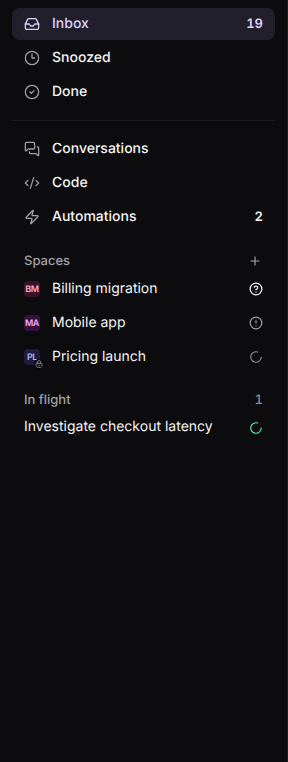 Inbox 19
Snoozed
Done
Conversations
Code
Automations 2
Spaces
BM Billing migration
MA Mobile app
PL Pricing launch
In flight 1
Investigate checkout latency